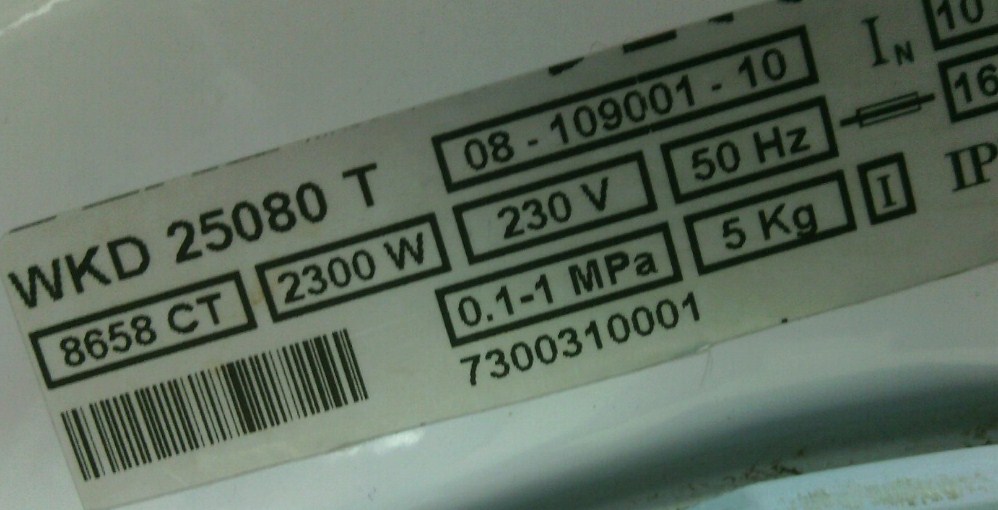 08 - 109001 - 10 I N 10
WKD 25080 T 230 V 50 Hz 16
8658 CT 2300 W 0.1-1 MPa 5 Kg I IP
7300310001